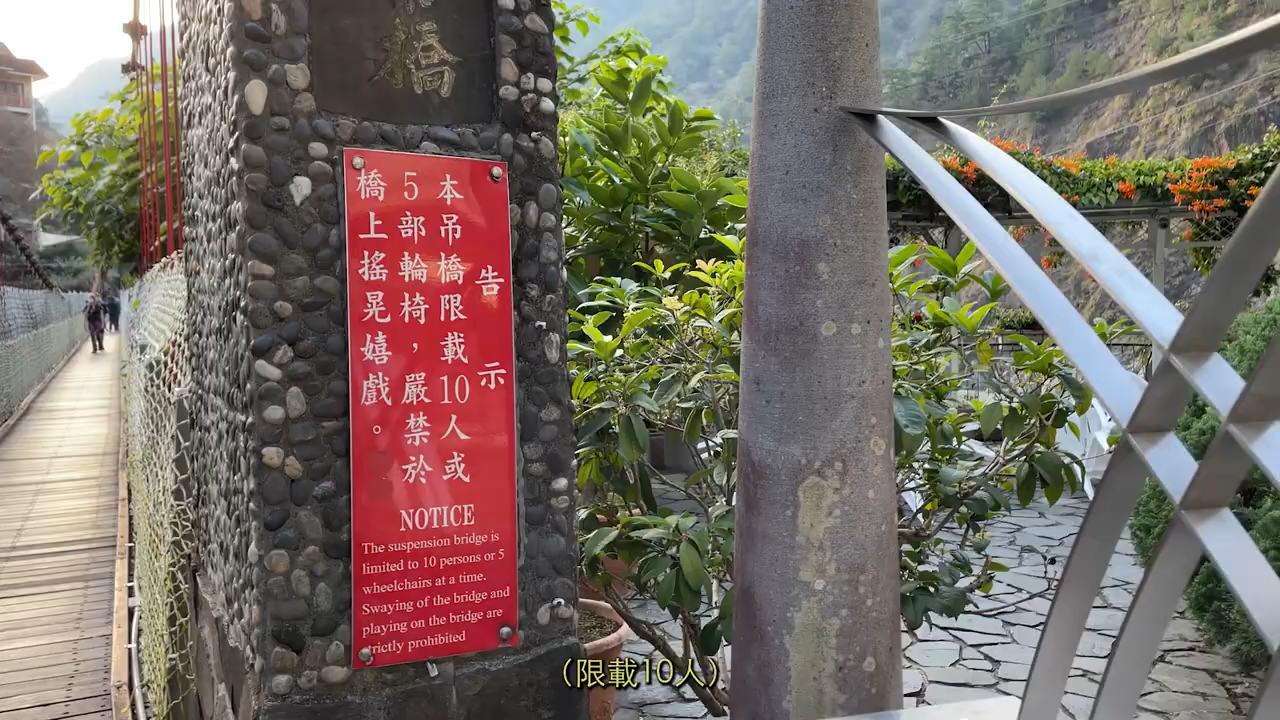 橋
告示
本吊橋限載10人或
5部輪椅，嚴禁於
橋上搖晃嬉戲。
NOTICE
The suspension bridge is
limited to 10 persons or 5
wheelchairs at a time.
Swaying of the bridge and
playing on the bridge are
strictly prohibited
（限載10人）